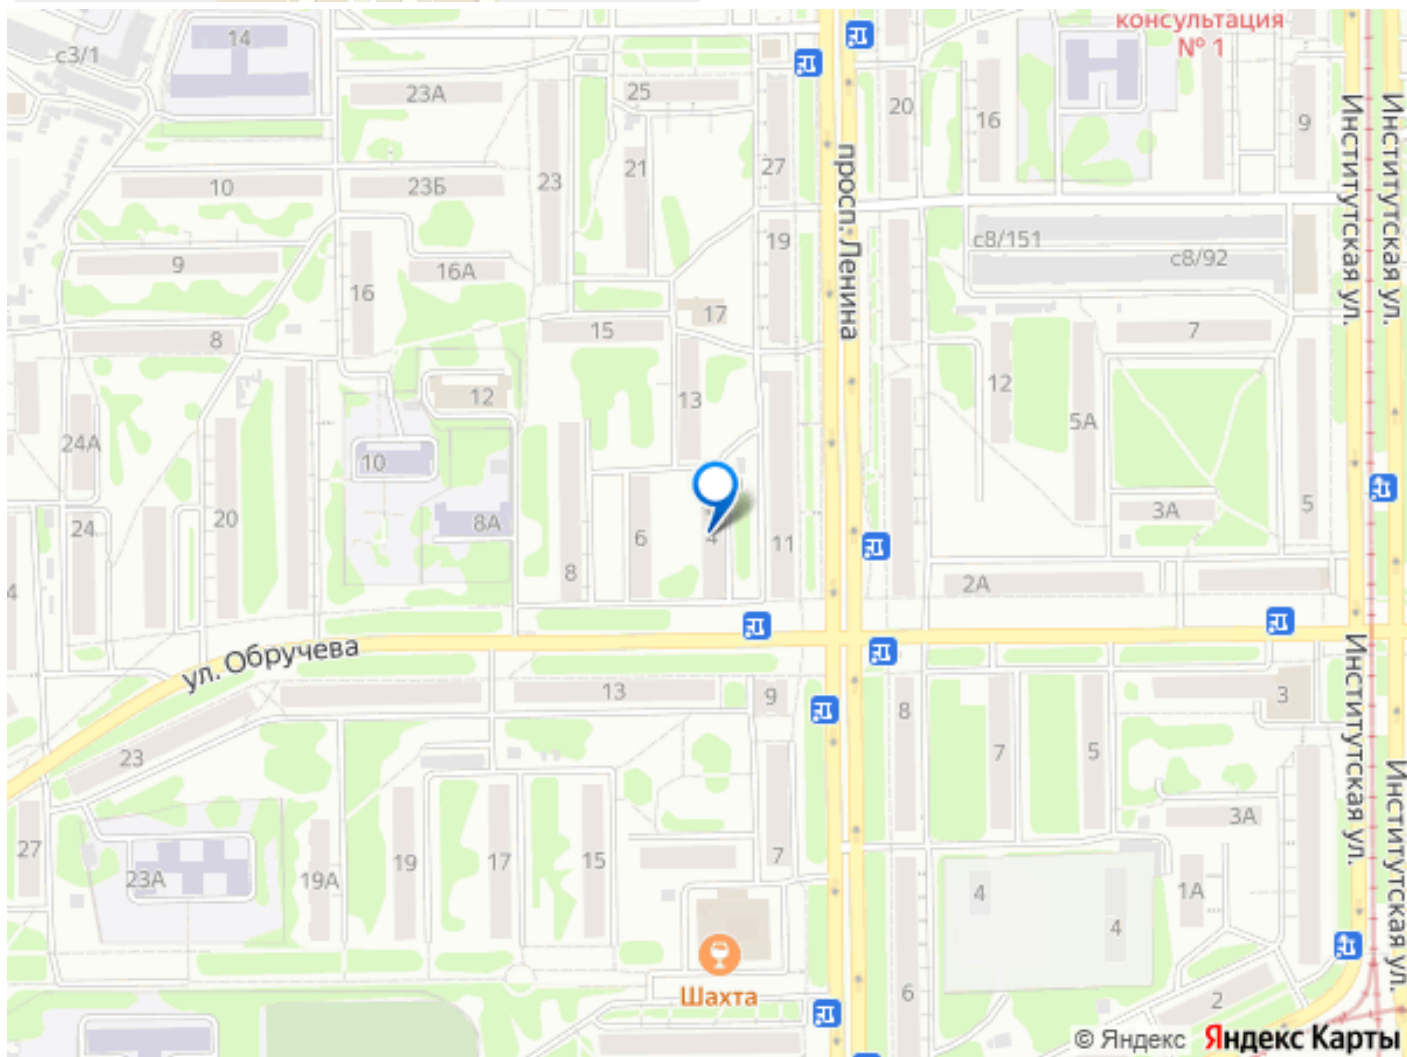 консультация
№ 1
14
с3/1
23А
25
20
16
9
27
21
23
10
23Б
просп. Ленина
Институтская ул.
Институтская ул.
19
с8/151
с8/92
9
16А
16
17
15
7
8
12
13
12
5А
24А
10
3А
5
20
24
8А
6
4
11
8
2А
4
ул. Обручева
13
9
8
3
Институтская ул.
23
7
5
Институтская ул.
3А
27
23А
19А
19
17
15
7
4
1А
4
Шахта
6
2
© Яндекс Яндекс Карты